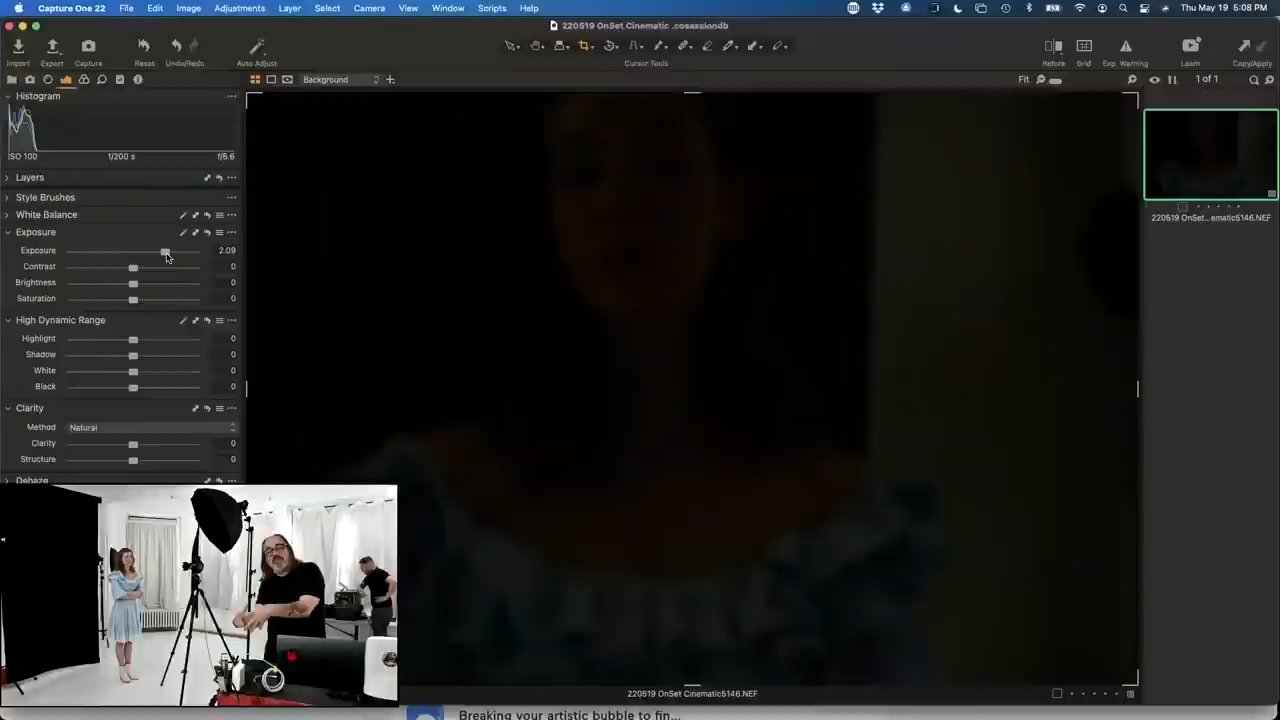 Capture One 22 File Edit Image Adjustments Layer Select Camera View Window Scripts Help Thu May 19 5:08 PM
220519 OnSet Cinematic .cosessiondb
Import Export Capture Reset Undo/Redo Auto Adjust Cursor Tools Before Grid Exp. Warning Learn Copy/Apply
Background Fit 1 of 1
Histogram
ISO 100 1/200 s f/5.6
Layers
Style Brushes
White Balance
Exposure
Exposure 2.09
Contrast 0
Brightness 0
Saturation 0
High Dynamic Range
Highlight 0
Shadow 0
White 0
Black 0
Clarity
Method Natural
Clarity 0
Structure 0
Dehaze
220519 OnSet...ematic5146.NEF
220519 OnSet Cinematic5146.NEF
Breaking your artistic bubble to fin...